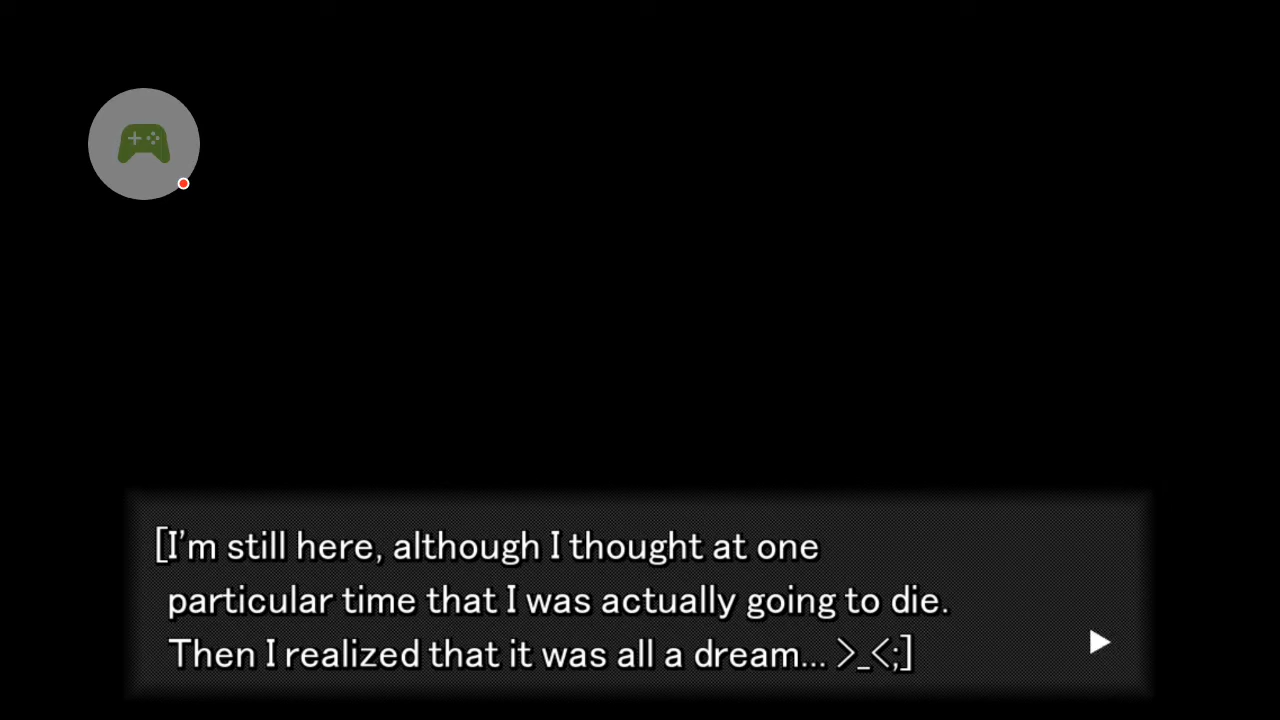 [I'm still here, although I thought at one
particular time that I was actually going to die.
Then I realized that it was all a dream... >_<;]